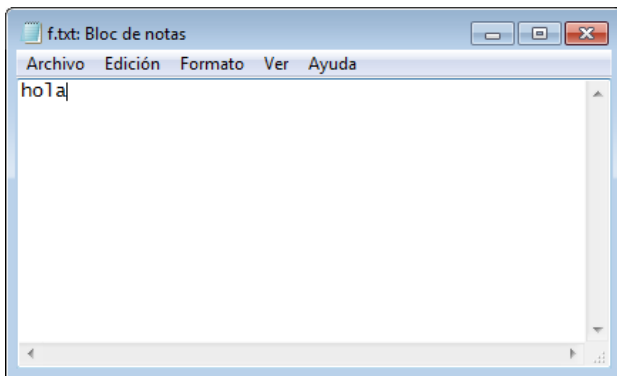 f.txt: Bloc de notas
Archivo Edición Formato Ver Ayuda
hola